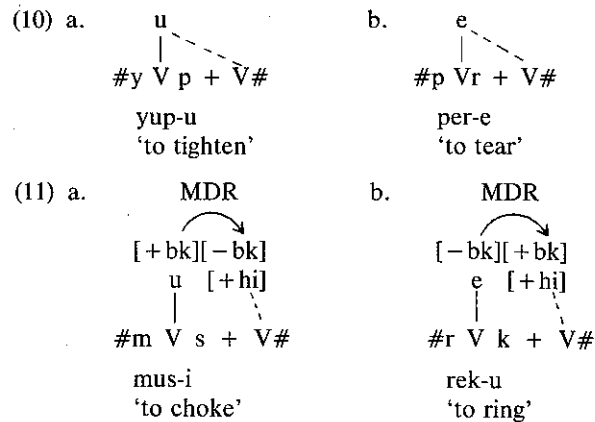 (10) a. u b. e
#y V p + V# #p Vr + V#
yup-u per-e
‘to tighten’ ‘to tear’
(11) a. MDR b. MDR
[+bk][−bk] [−bk][+bk]
u [+hi] e [+hi]
#m V s + V# #r V k + V#
mus-i rek-u
‘to choke’ ‘to ring’